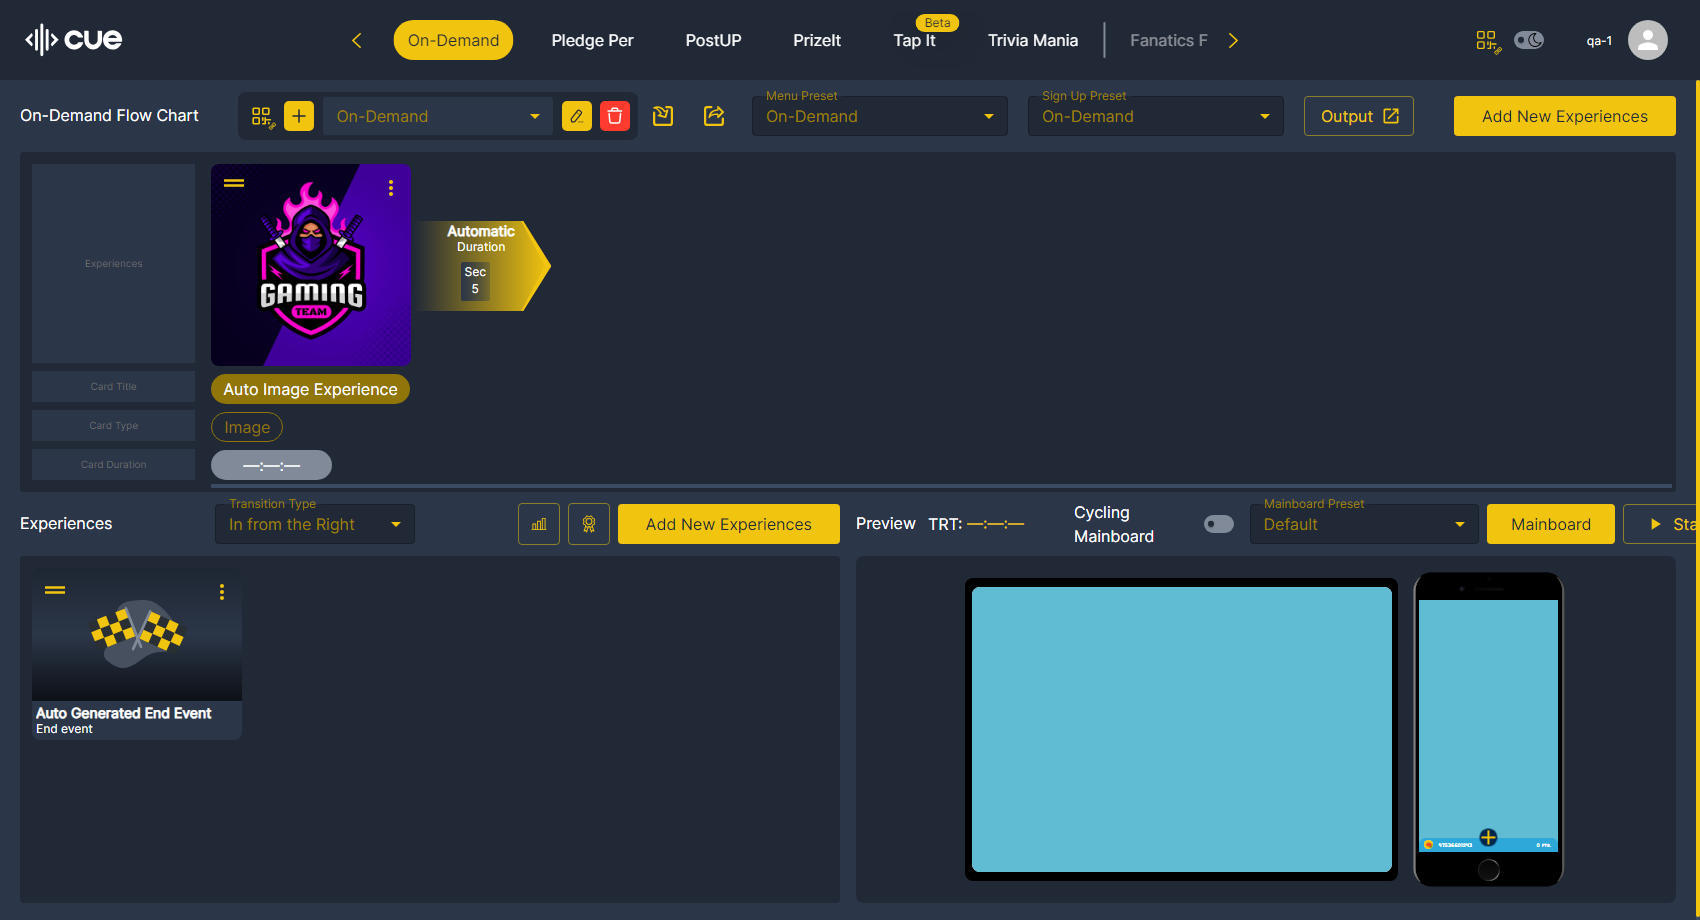 cue
On-Demand
Pledge Per
PostUP
PrizeIt
Beta
Tap It
Trivia Mania
Fanatics F
qa-1
On-Demand Flow Chart
On-Demand
Menu Preset
On-Demand
Sign Up Preset
On-Demand
Output
Add New Experiences
Experiences
GAMING
TEAM
Automatic
Duration
Sec
5
Card Title
Auto Image Experience
Card Type
Image
Card Duration
—:—:—
Experiences
Transition Type
In from the Right
Add New Experiences
Preview
TRT: —:—:—
Cycling
Mainboard
Mainboard Preset
Default
Mainboard
Sta
Auto Generated End Event
End event
0 PTS.